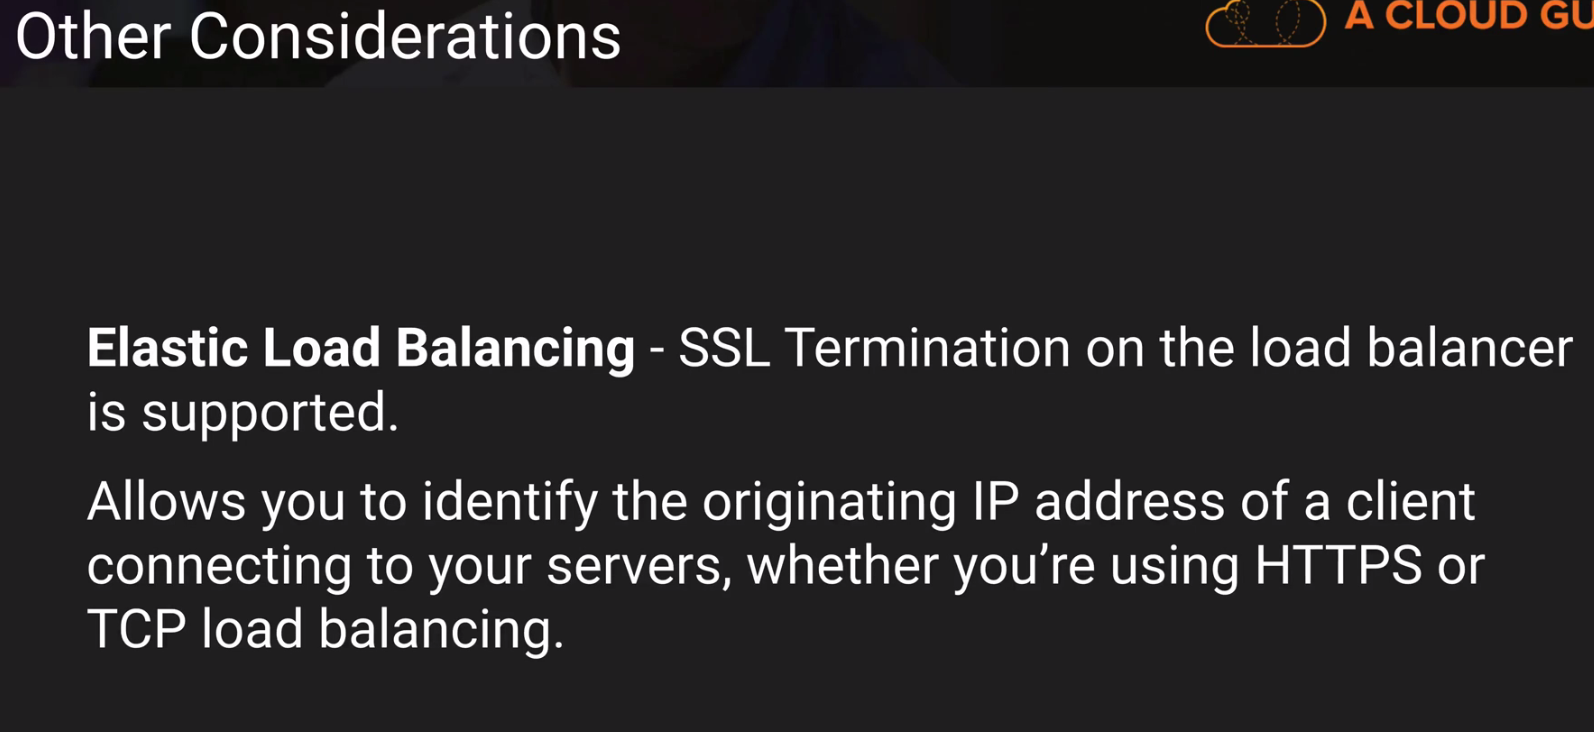 Other Considerations
A CLOUD GU
Elastic Load Balancing - SSL Termination on the load balancer
is supported.
Allows you to identify the originating IP address of a client
connecting to your servers, whether you’re using HTTPS or
TCP load balancing.